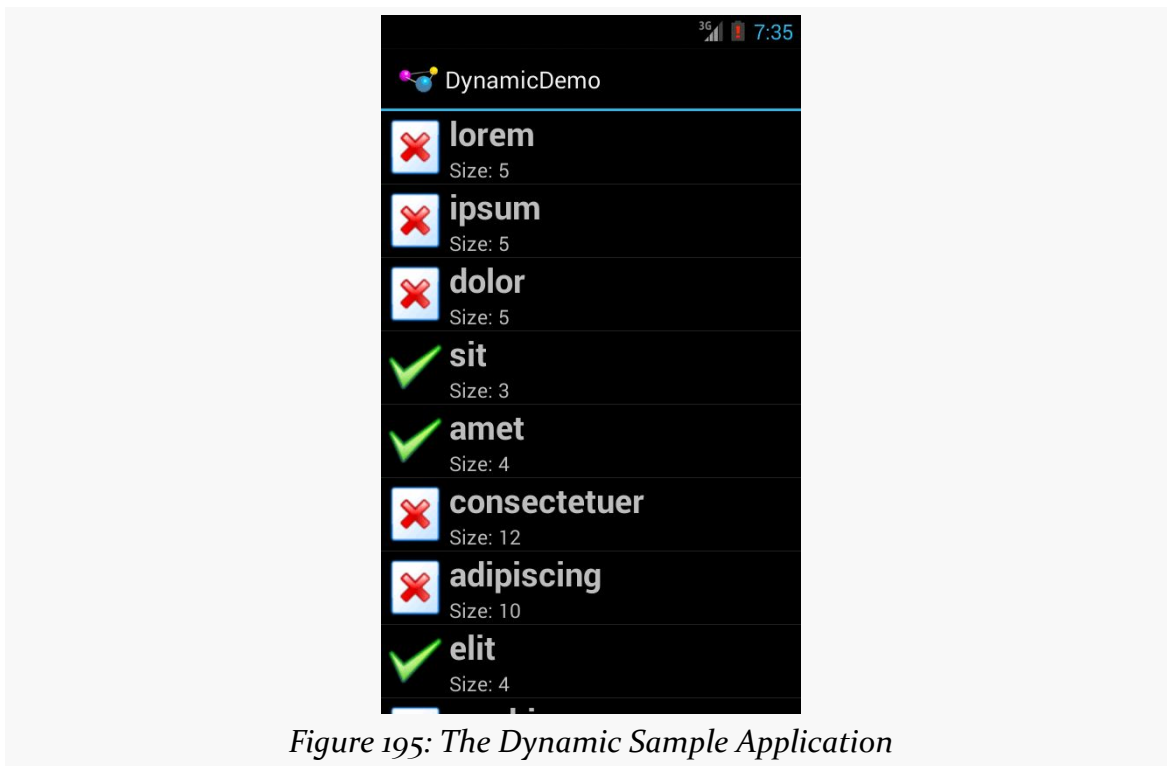 3G 7:35
DynamicDemo
lorem
Size: 5
ipsum
Size: 5
dolor
Size: 5
sit
Size: 3
amet
Size: 4
consectetuer
Size: 12
adipiscing
Size: 10
elit
Size: 4
Figure 195: The Dynamic Sample Application